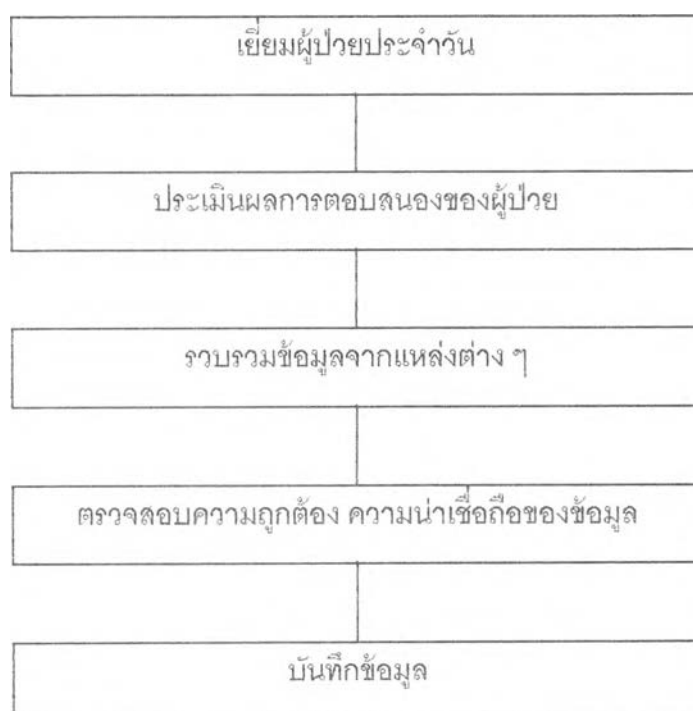 เยี่ยมผู้ป่วยประจำวัน
ประเมินผลการตอบสนองของผู้ป่วย
รวบรวมข้อมูลจากแหล่งต่าง ๆ
ตรวจสอบความถูกต้อง ความน่าเชื่อถือของข้อมูล
บันทึกข้อมูล